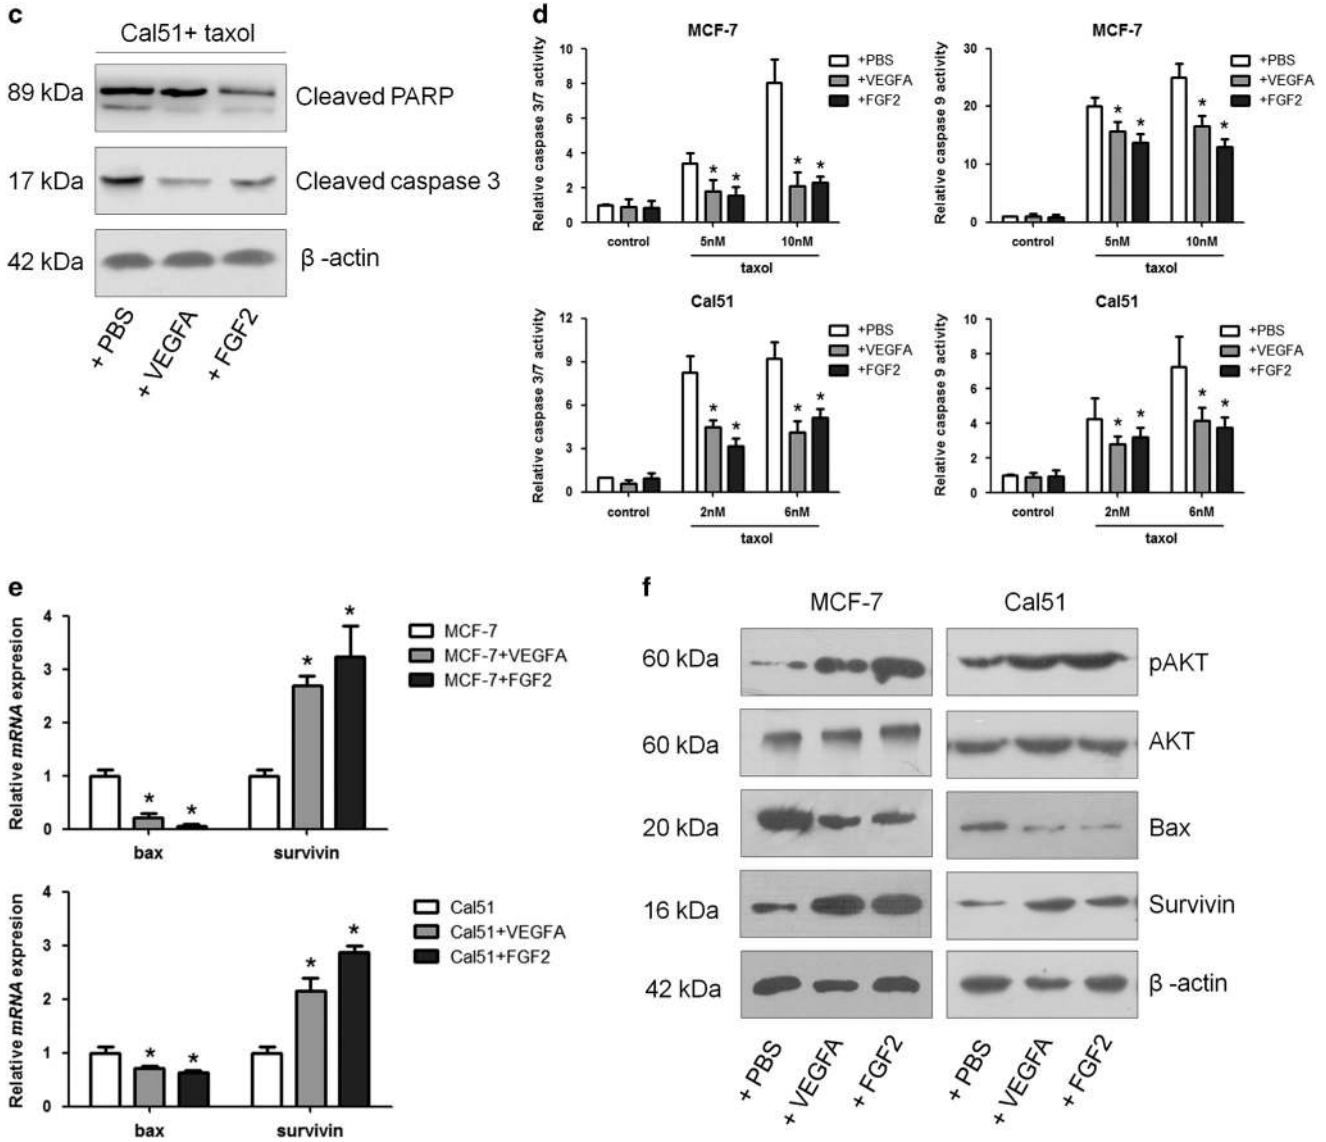 c
Cal51+ taxol
89 kDa
Cleaved PARP
17 kDa
Cleaved caspase 3
42 kDa
β -actin
+ PBS
+ VEGFA
+ FGF2
d
MCF-7
Relative caspase 3/7 activity
10
8
6
4
2
0
+PBS
+VEGFA
+FGF2
* *
* *
control
5nM
10nM
taxol
MCF-7
Relative caspase 9 activity
30
20
10
0
+PBS
+VEGFA
+FGF2
* *
* *
control
5nM
10nM
taxol
Cal51
Relative caspase 3/7 activity
12
9
6
3
0
+PBS
+VEGFA
+FGF2
* *
* *
control
2nM
6nM
taxol
Cal51
Relative caspase 9 activity
10
8
6
4
2
0
+PBS
+VEGFA
+FGF2
* *
* *
control
2nM
6nM
taxol
e
Relative mRNA expresion
4
3
2
1
0
MCF-7
MCF-7+VEGFA
MCF-7+FGF2
* *
* *
bax
survivin
Relative mRNA expresion
4
3
2
1
0
Cal51
Cal51+VEGFA
Cal51+FGF2
* *
* *
bax
survivin
f
MCF-7
Cal51
60 kDa
pAKT
60 kDa
AKT
20 kDa
Bax
16 kDa
Survivin
42 kDa
β -actin
+ PBS
+ VEGFA
+ FGF2
+ PBS
+ VEGFA
+ FGF2